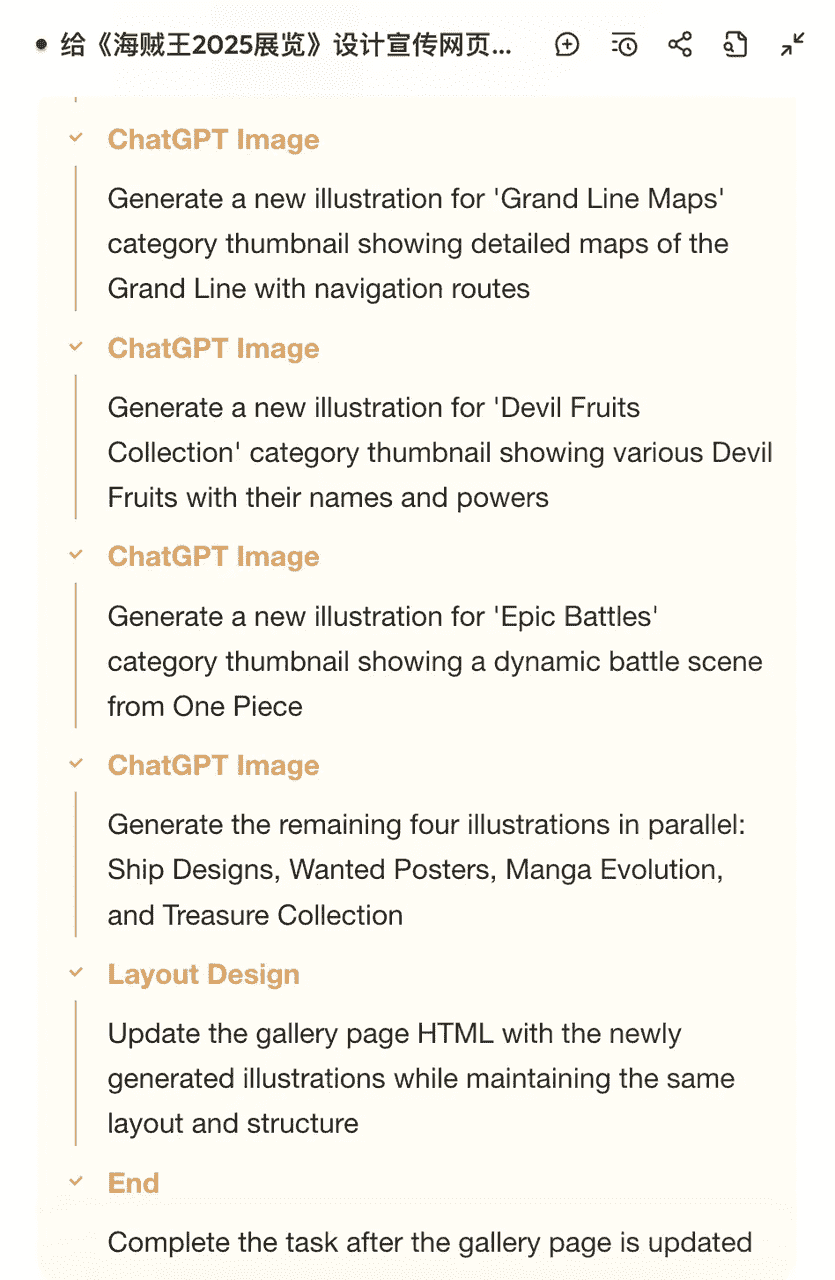 给《海贼王2025展览》设计宣传网页...
ChatGPT Image
Generate a new illustration for 'Grand Line Maps'
category thumbnail showing detailed maps of the
Grand Line with navigation routes
ChatGPT Image
Generate a new illustration for 'Devil Fruits
Collection' category thumbnail showing various Devil
Fruits with their names and powers
ChatGPT Image
Generate a new illustration for 'Epic Battles'
category thumbnail showing a dynamic battle scene
from One Piece
ChatGPT Image
Generate the remaining four illustrations in parallel:
Ship Designs, Wanted Posters, Manga Evolution,
and Treasure Collection
Layout Design
Update the gallery page HTML with the newly
generated illustrations while maintaining the same
layout and structure
End
Complete the task after the gallery page is updated